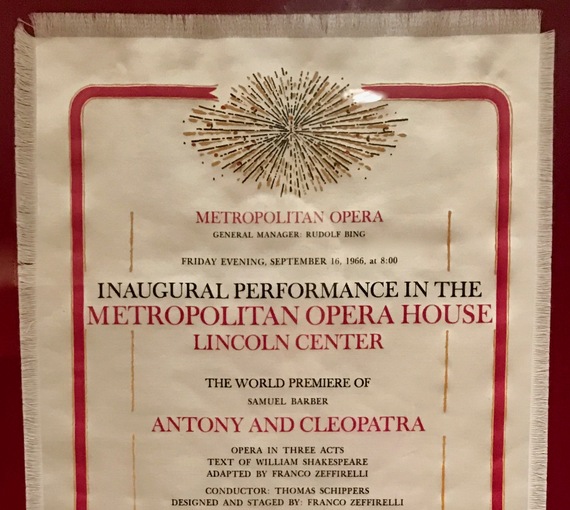 METROPOLITAN OPERA
GENERAL MANAGER: RUDOLF BING
FRIDAY EVENING, SEPTEMBER 16, 1966, at 8:00
INAUGURAL PERFORMANCE IN THE
METROPOLITAN OPERA HOUSE
LINCOLN CENTER
THE WORLD PREMIERE OF
SAMUEL BARBER
ANTONY AND CLEOPATRA
OPERA IN THREE ACTS
TEXT OF WILLIAM SHAKESPEARE
ADAPTED BY FRANCO ZEFFIRELLI
CONDUCTOR: THOMAS SCHIPPERS
DESIGNED AND STAGED BY: FRANCO ZEFFIRELLI